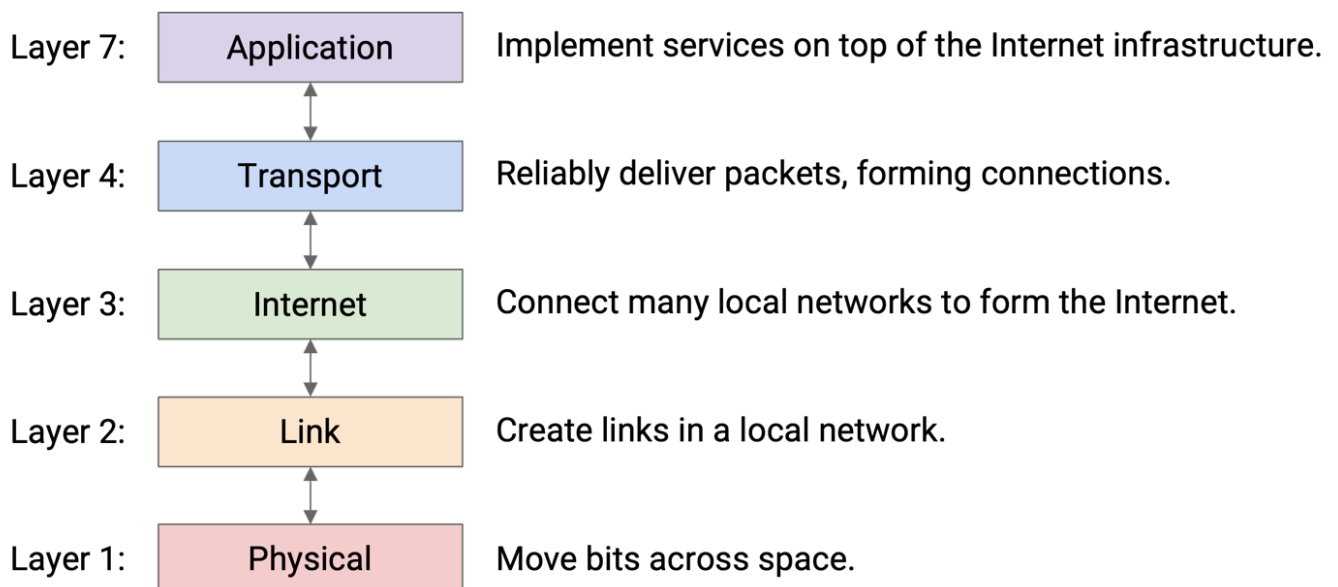 Layer 7: Application Implement services on top of the Internet infrastructure.
Layer 4: Transport Reliably deliver packets, forming connections.
Layer 3: Internet Connect many local networks to form the Internet.
Layer 2: Link Create links in a local network.
Layer 1: Physical Move bits across space.